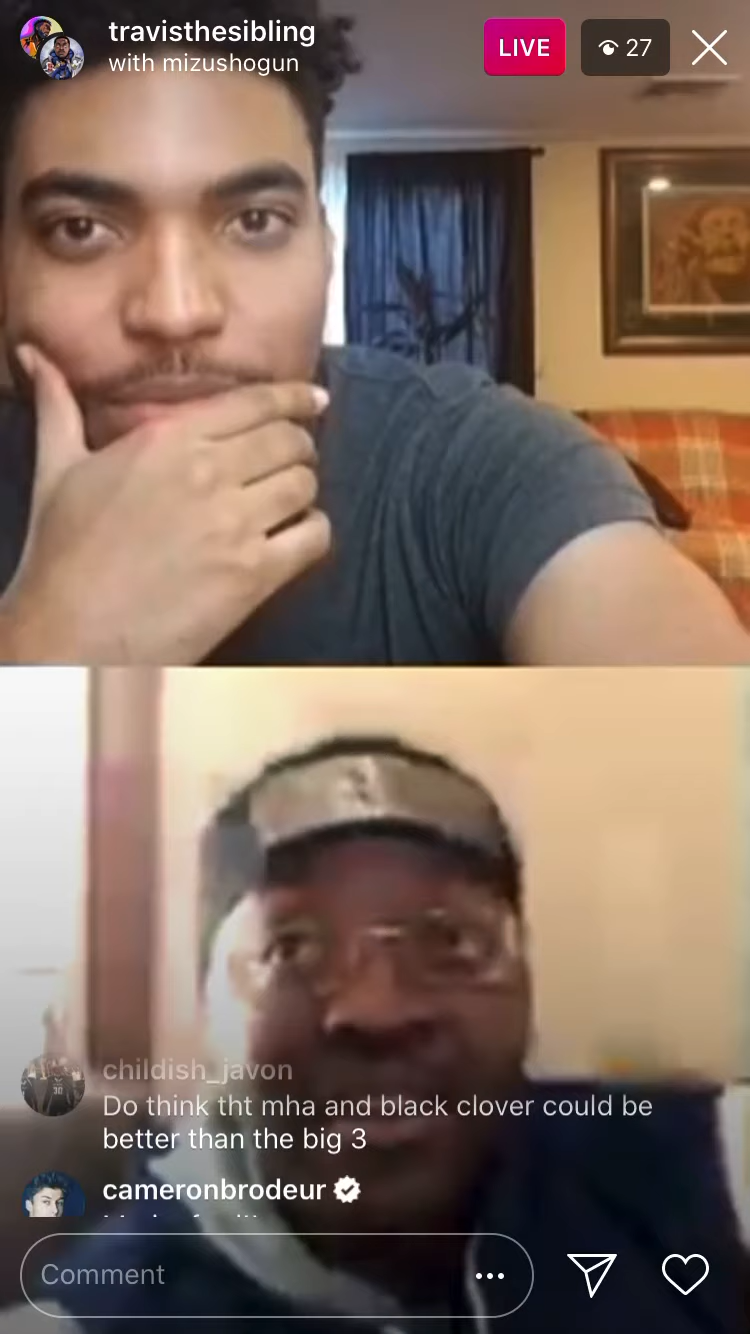 travisthesibling
with mizushogun
LIVE
27
childish_javon
Do think tht mha and black clover could be
better than the big 3
cameronbrodeur
Comment